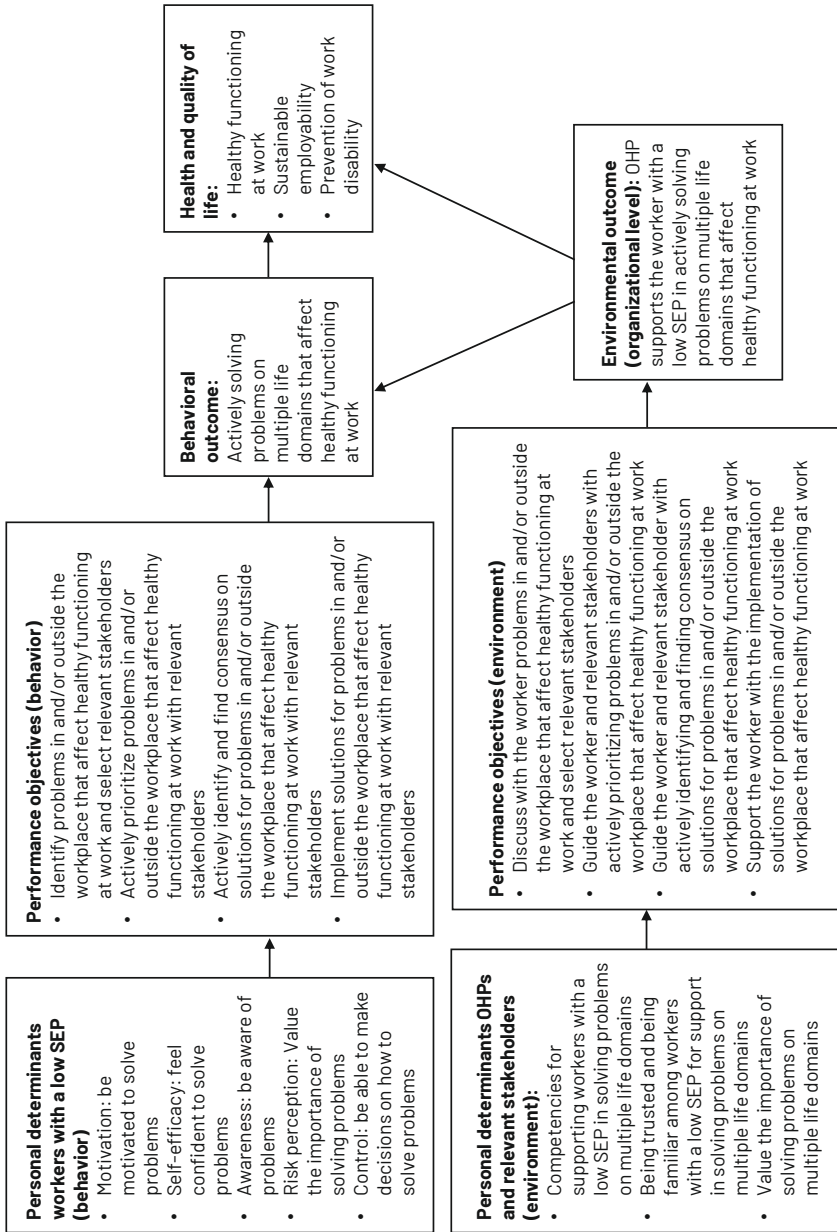 Personal determinants
workers with a low SEP
(behavior)
• Motivation: be
motivated to solve
problems
• Self-efficacy: feel
confident to solve
problems
• Awareness: be aware of
problems
• Risk perception: Value
the importance of
solving problems
• Control: be able to make
decisions on how to
solve problems
Performance objectives (behavior)
• Identify problems in and/or outside the
workplace that affect healthy functioning
at work and select relevant stakeholders
• Actively prioritize problems in and/or
outside the workplace that affect healthy
functioning at work with relevant
stakeholders
• Actively identify and find consensus on
solutions for problems in and/or outside
the workplace that affect healthy
functioning at work with relevant
stakeholders
• Implement solutions for problems in and/or
outside the workplace that affect healthy
functioning at work with relevant
stakeholders
Behavioral
outcome:
Actively solving
problems on
multiple life
domains that affect
healthy functioning
at work
Health and quality of
life:
• Healthy functioning
at work
• Sustainable
employability
• Prevention of work
disability
Personal determinants OHPs
and relevant stakeholders
(environment):
• Competencies for
supporting workers with a
low SEP in solving problems
on multiple life domains
• Being trusted and being
familiar among workers
with a low SEP for support
in solving problems on
multiple life domains
• Value the importance of
solving problems on
multiple life domains
Performance objectives (environment)
• Discuss with the worker problems in and/or outside
the workplace that affect healthy functioning at
work and select relevant stakeholders
• Guide the worker and relevant stakeholders with
actively prioritizing problems in and/or outside the
workplace that affect healthy functioning at work
• Guide the worker and relevant stakeholder with
actively identifying and finding consensus on
solutions for problems in and/or outside the
workplace that affect healthy functioning at work
• Support the worker with the implementation of
solutions for problems in and/or outside the
workplace that affect healthy functioning at work
Environmental outcome
(organizational level): OHP
supports the worker with a
low SEP in actively solving
problems on multiple life
domains that affect
healthy functioning at work